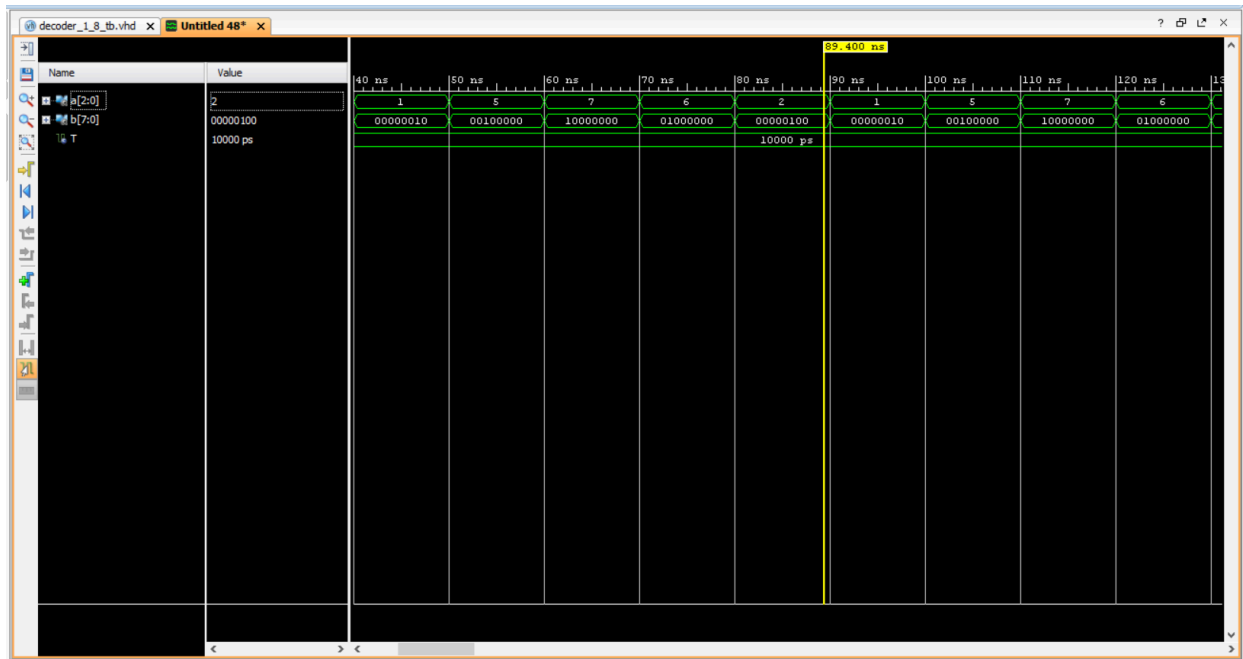 decoder_1_8_tb.vhd Untitled 48*
89.400 ns
Name Value
40 ns 50 ns 60 ns 70 ns 80 ns 90 ns 100 ns 110 ns 120 ns 13
a[2:0] 2 1 5 7 6 2 1 5 7 6
b[7:0] 00000100 00000010 00100000 10000000 01000000 00000100 00000010 00100000 10000000 01000000
T 10000 ps 10000 ps